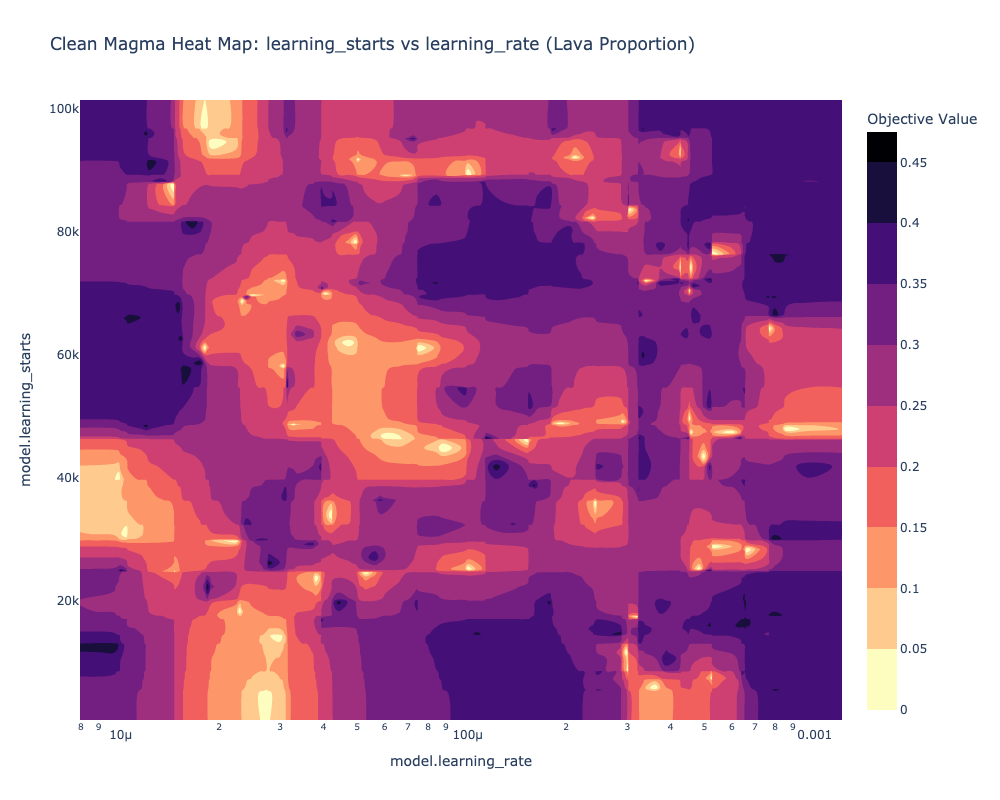 Clean Magma Heat Map: learning_starts vs learning_rate (Lava Proportion)
Objective Value
0.45
0.4
0.35
0.3
0.25
0.2
0.15
0.1
0.05
0
model.learning_starts
100k
80k
60k
40k
20k
8 9 2 3 4 5 6 7 8 9 2 3 4 5 6 7 8 9
10μ 100μ 0.001
model.learning_rate